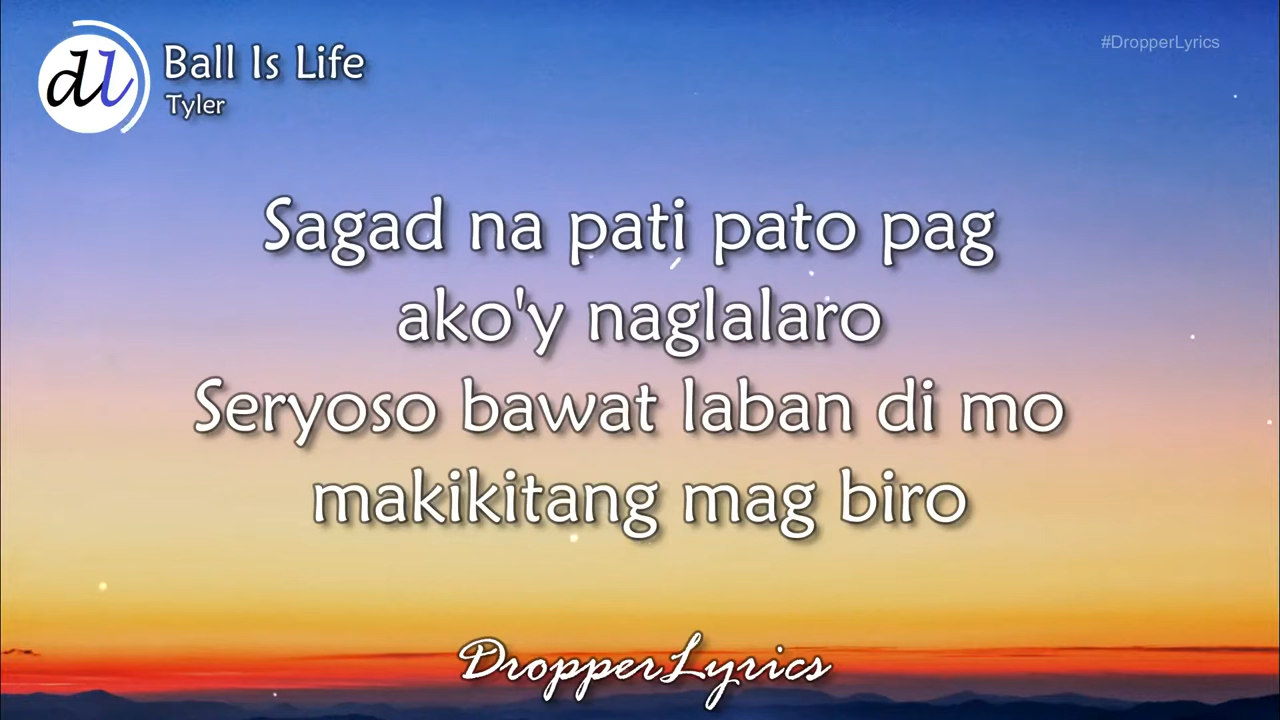 dl
Ball Is Life
Tyler
#DropperLyrics
Sagad na pati pato pag
ako'y naglalaro
Seryoso bawat laban di mo
makikitang mag biro
DropperLyrics